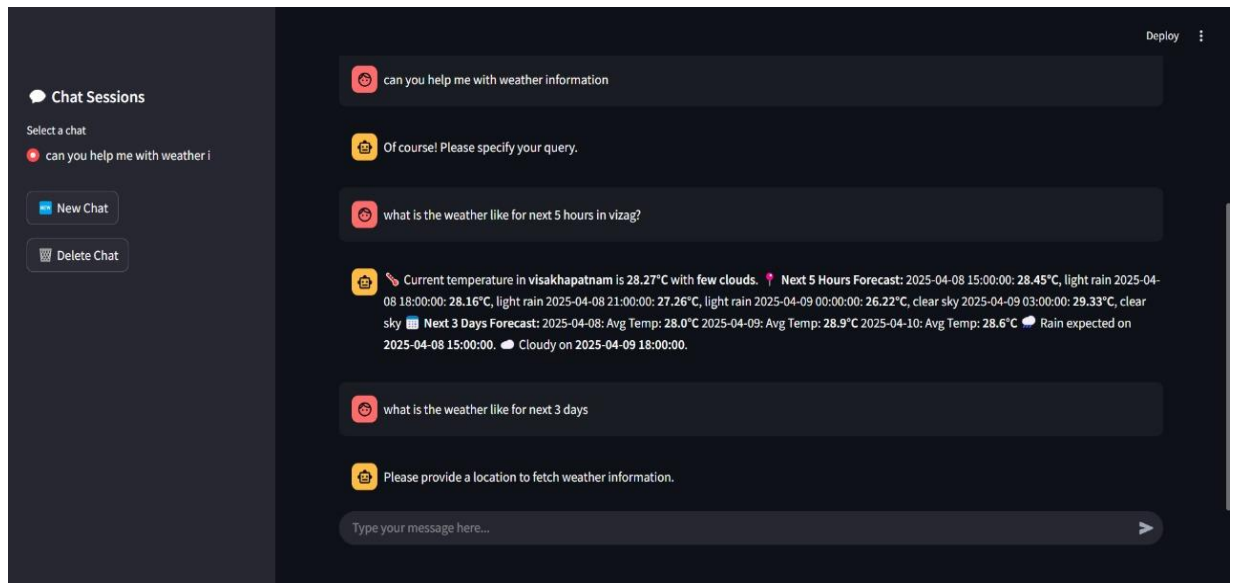 Deploy
can you help me with weather information
💬 Chat Sessions
Select a chat
can you help me with weather i
Of course! Please specify your query.
🆕 New Chat
what is the weather like for next 5 hours in vizag?
🗑 Delete Chat
🌡 Current temperature in visakhapatnam is 28.27°C with few clouds. 📍 Next 5 Hours Forecast: 2025-04-08 15:00:00: 28.45°C, light rain 2025-04-
08 18:00:00: 28.16°C, light rain 2025-04-08 21:00:00: 27.26°C, light rain 2025-04-09 00:00:00: 26.22°C, clear sky 2025-04-09 03:00:00: 29.33°C, clear
sky 📅 Next 3 Days Forecast: 2025-04-08: Avg Temp: 28.0°C 2025-04-09: Avg Temp: 28.9°C 2025-04-10: Avg Temp: 28.6°C 🌧 Rain expected on
2025-04-08 15:00:00. ☁ Cloudy on 2025-04-09 18:00:00.
what is the weather like for next 3 days
Please provide a location to fetch weather information.
Type your message here...